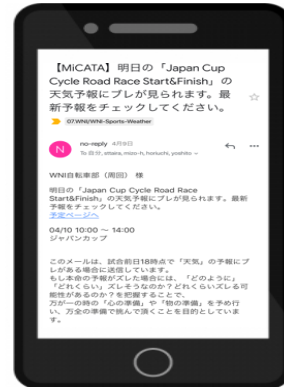 【MiCATA】明日の「Japan Cup
Cycle Road Race Start&Finish」の
天気予報にブレが見られます。最
新予報をチェックしてください。
07.WNI/WNI-Sports-Weather
N
no-reply 4月9日
To 自分, smaire, mizo-h, horiuchi, yoshito
WNI自転車部（周回） 様
明日の「Japan Cup Cycle Road Race
Start&Finish」の天気予報にブレが見られます。最新
予報をチェックしてください。
予定ページへ
04/10 10:00 ～ 14:00
ジャパンカップ
このメールは、試合前日18時点で「天気」の予報にブ
レがある場合に送信しています。
もし本命の予報がズレた場合には、「どのように」
「どれくらい」ズレそうなのか？どれくらいズレる可
能性があるのか？を把握することで、
万が一の時の「心の準備」や「物の準備」を予め行
い、万全の準備で挑んで頂くことを目的としていま
す。